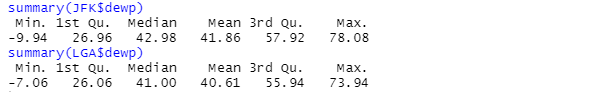 summary(JFK$dewp)
Min. 1st Qu. Median Mean 3rd Qu. Max.
-9.94 26.96 42.98 41.86 57.92 78.08
summary(LGA$dewp)
Min. 1st Qu. Median Mean 3rd Qu. Max.
-7.06 26.06 41.00 40.61 55.94 73.94